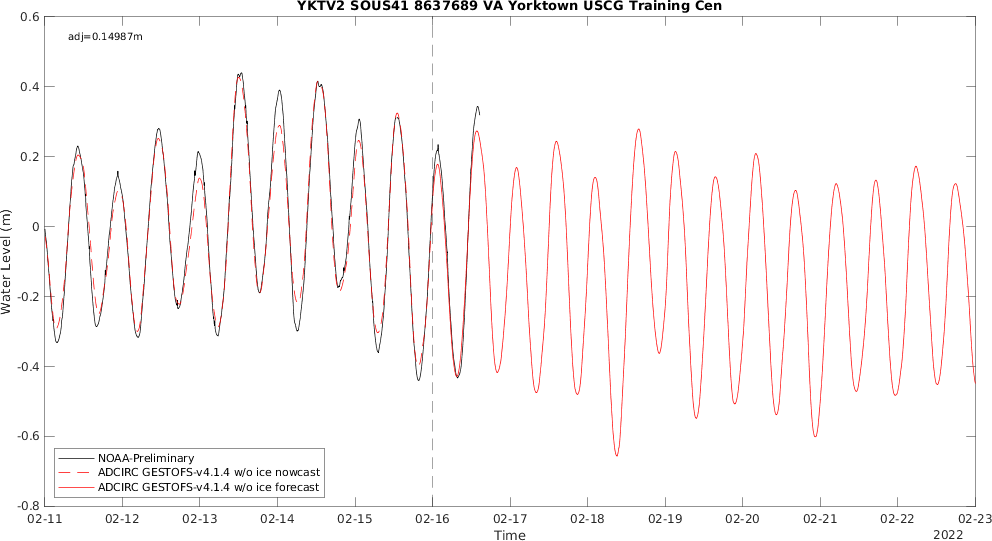 YKTV2 SOUS41 8637689 VA Yorktown USCG Training Cen
adj=0.14987m
0.6
0.4
0.2
0
-0.2
-0.4
-0.6
-0.8
Water Level (m)
NOAA-Preliminary
ADCIRC GESTOFS-v4.1.4 w/o ice nowcast
ADCIRC GESTOFS-v4.1.4 w/o ice forecast
02-11 02-12 02-13 02-14 02-15 02-16 02-17 02-18 02-19 02-20 02-21 02-22 02-23
Time
2022